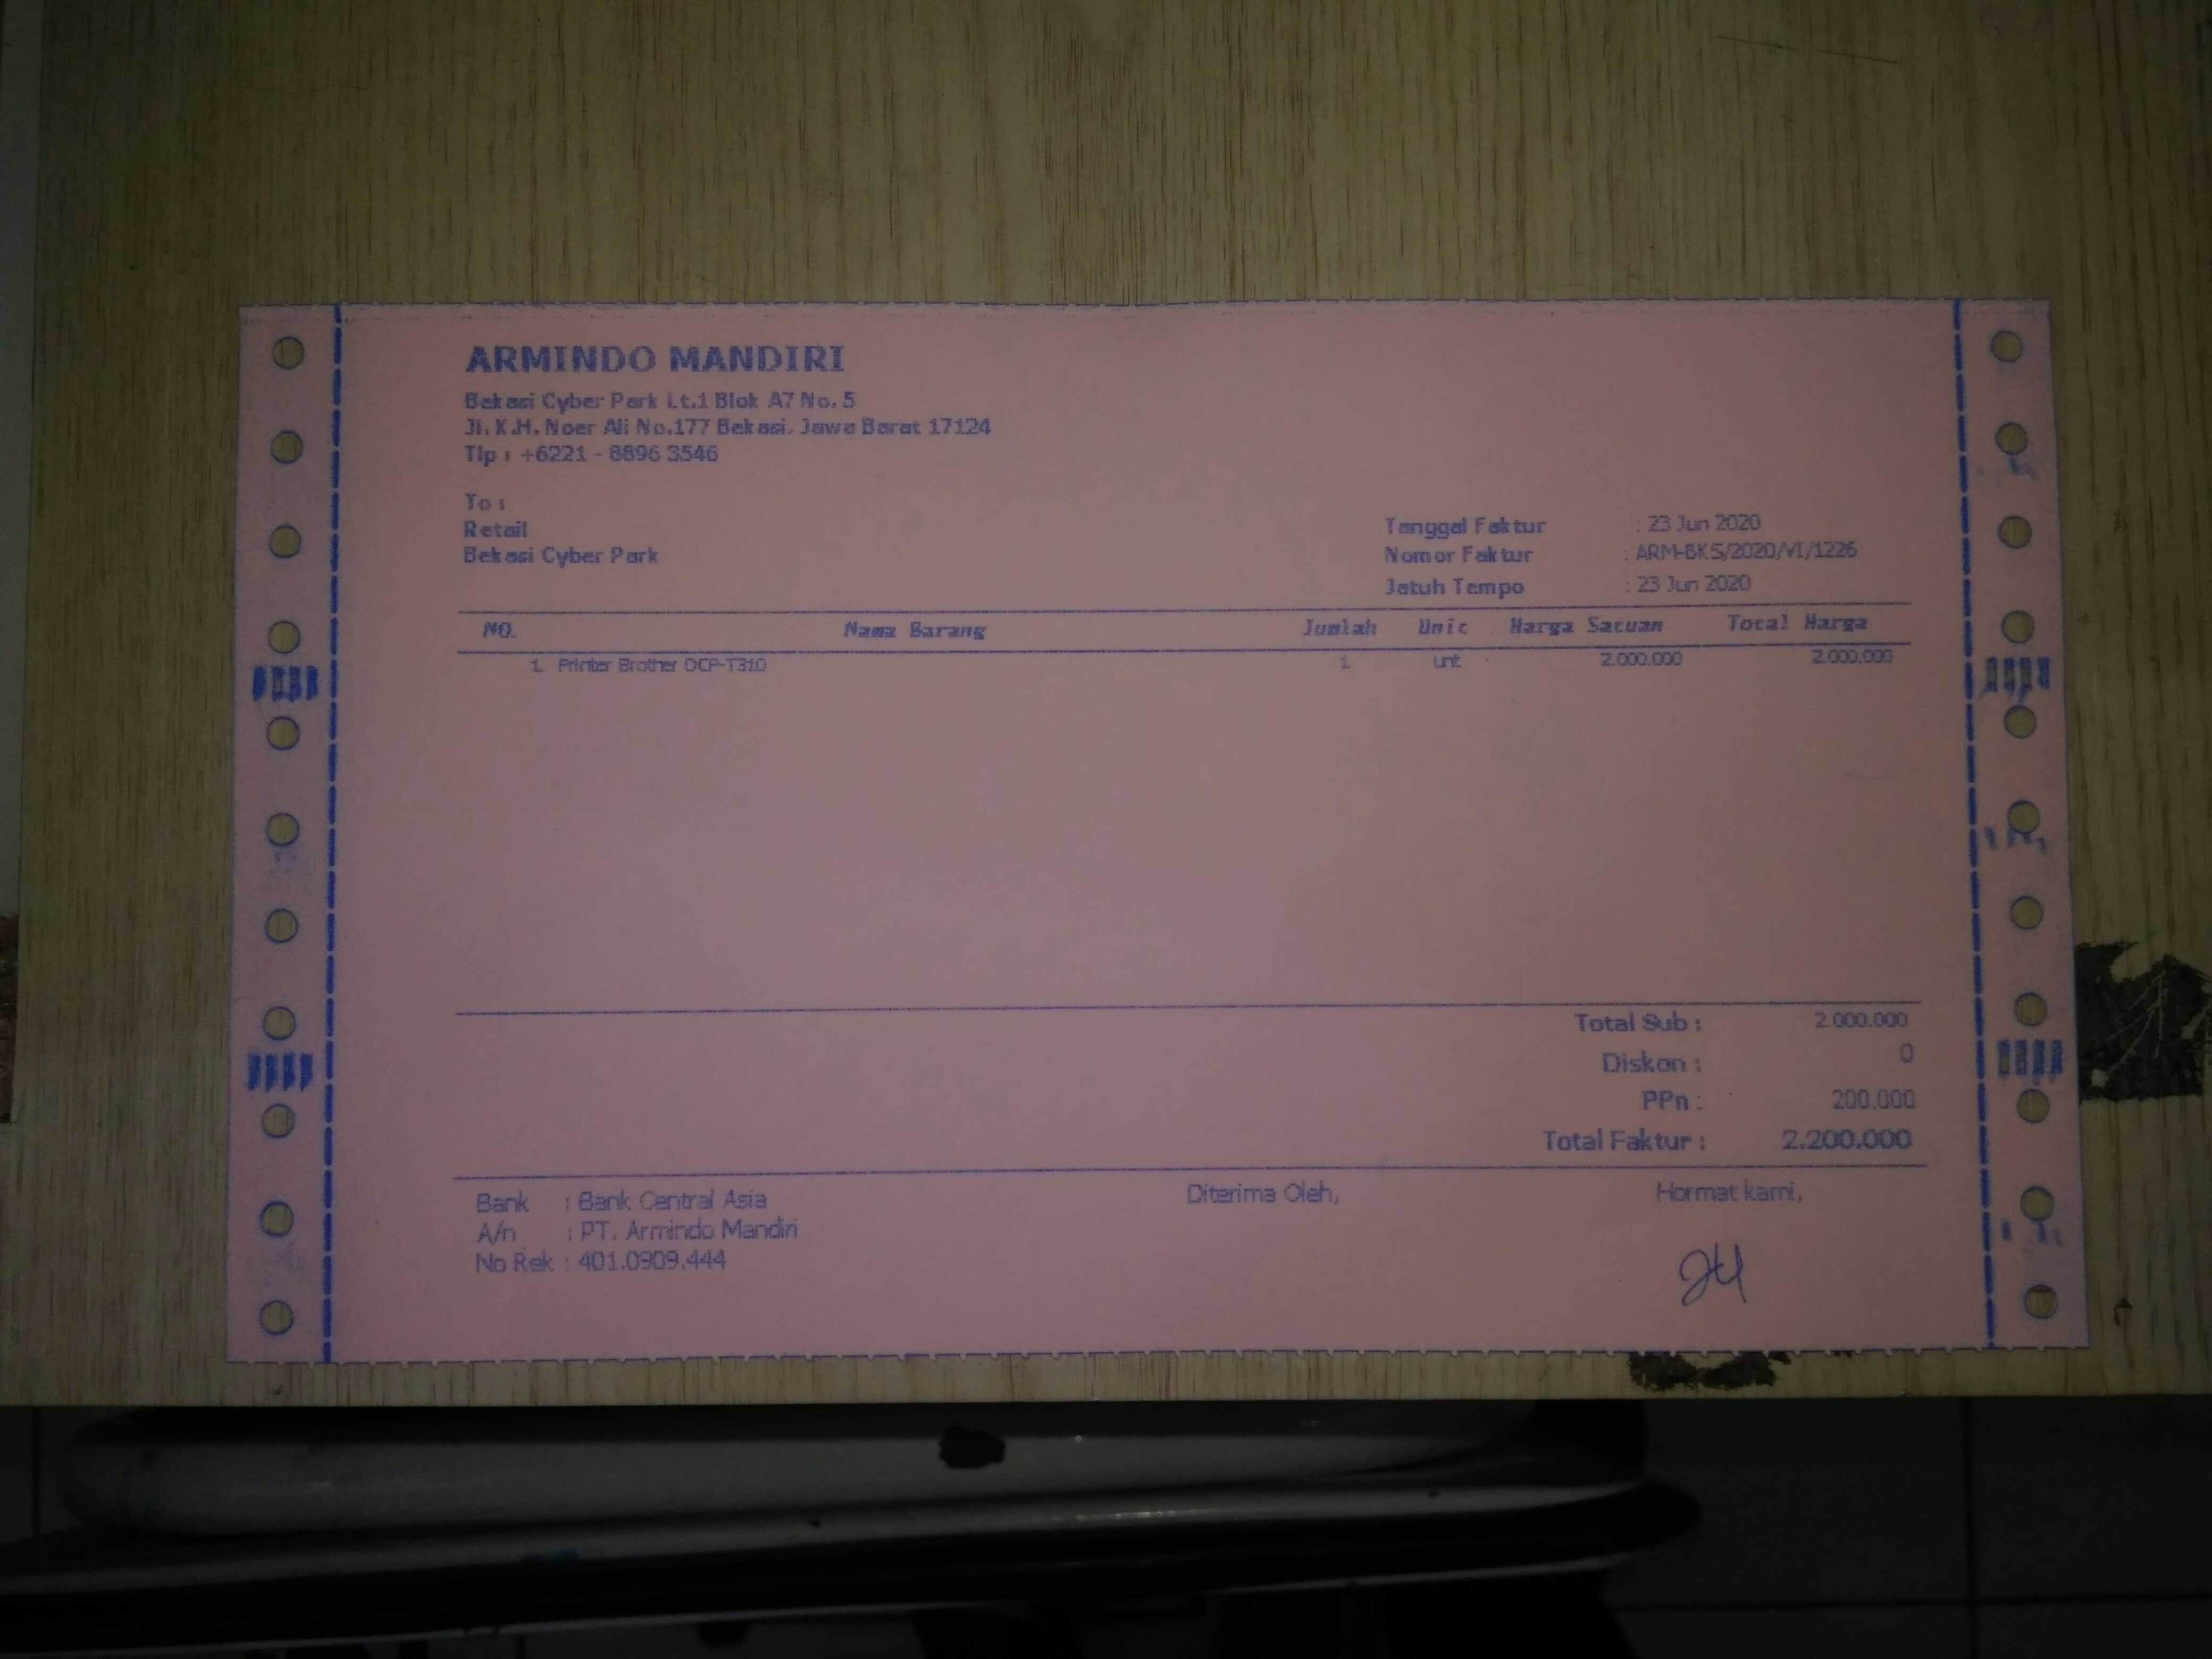 ARMINDO MANDIRI
Bekasi Cyber Park Lt.1 Blok A7 No. 5
Jl. K.H. Noer Ali No.177 Bekasi. Jawa Barat 17124
Tlp : +6221 - 8896 3546
To :
Retail
Bekasi Cyber Park
Tanggal Faktur : 23 Jun 2020
Nomor Faktur : ARM-BKS/2020/VI/1226
Jatuh Tempo : 23 Jun 2020
NO. Nama Barang Jumlah Unit Harga Satuan Total Harga
1. Printer Brother DCP-T310 1 unt 2.000.000 2.000.000
Total Sub : 2.000.000
Diskon : 0
PPn : 200.000
Total Faktur : 2.200.000
Bank : Bank Central Asia
A/n : PT. Armindo Mandiri
No Rek : 401.0909.444
Diterima Oleh,
Hormat kami,